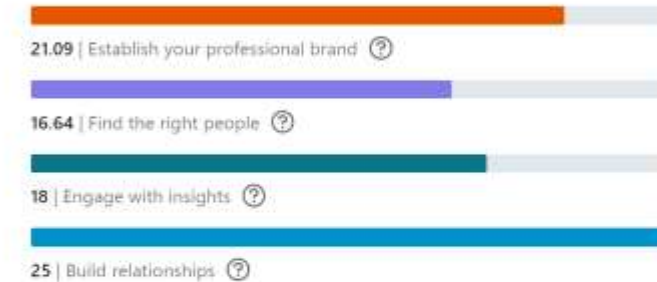 21.09 | Establish your professional brand ?
16.64 | Find the right people ?
18 | Engage with insights ?
25 | Build relationships ?